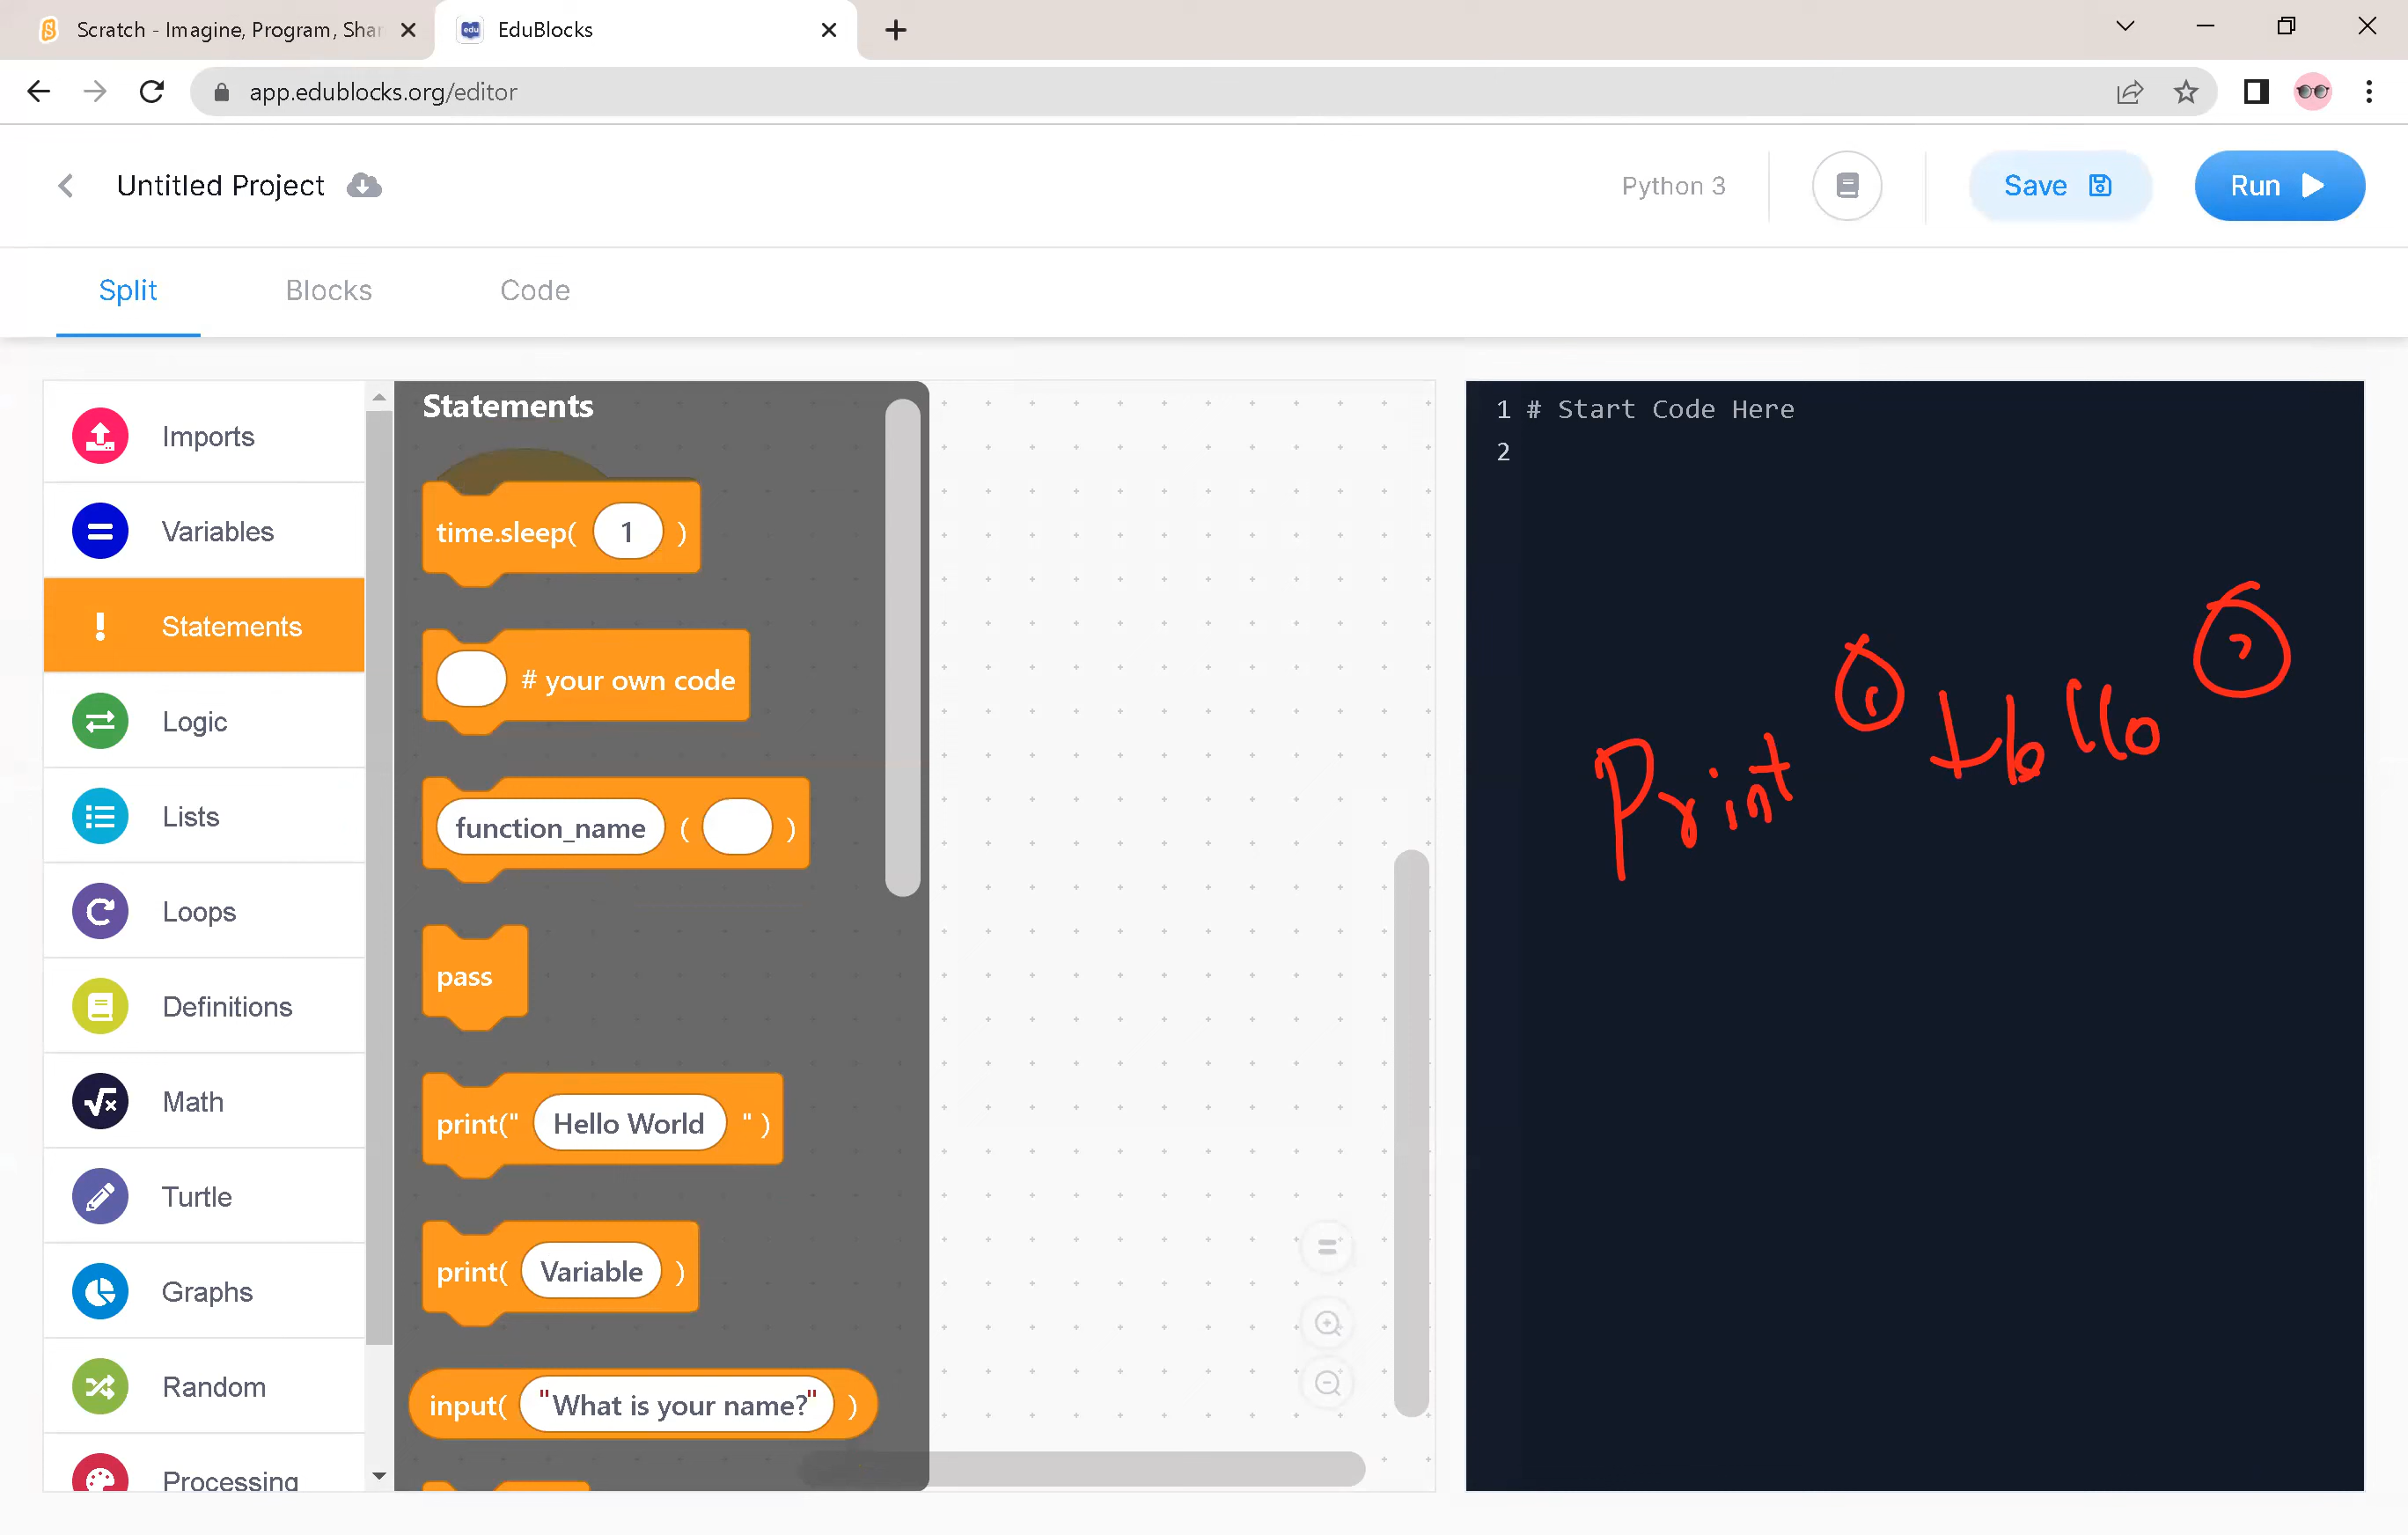 Scratch - Imagine, Program, Shar
EduBlocks
app.edublocks.org/editor
Untitled Project
Python 3
Save
Run
Split
Blocks
Code
Imports
Variables
Statements
Logic
Lists
Loops
Definitions
Math
Turtle
Graphs
Random
Processing
Statements
time.sleep( 1 )
# your own code
function_name ( )
pass
print(" Hello World " )
print( Variable )
input( "What is your name?" )
1 # Start Code Here
2
Print ( Hello )